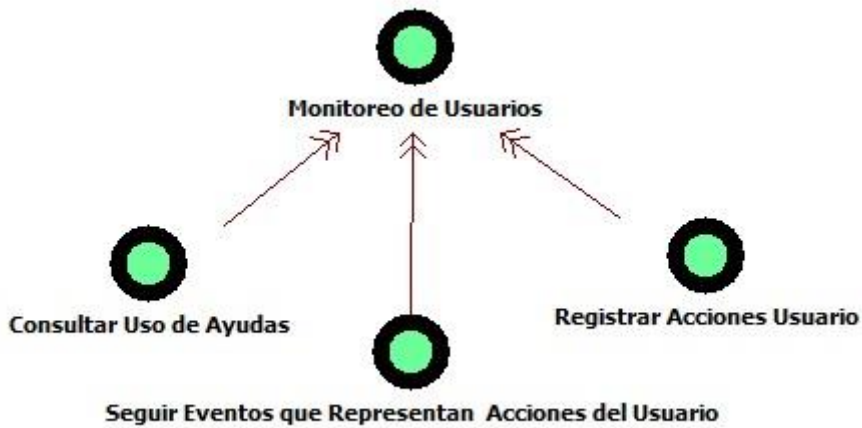 Monitoreo de Usuarios
Consultar Uso de Ayudas
Registrar Acciones Usuario
Seguir Eventos que Representan Acciones del Usuario